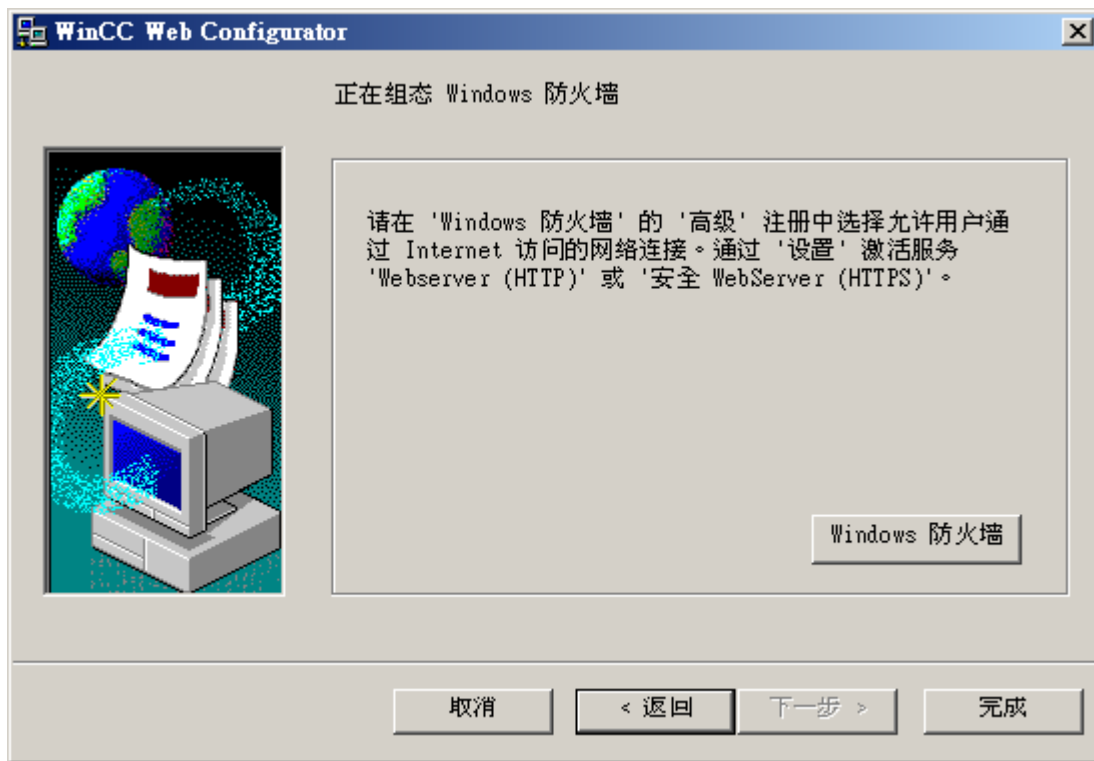 WinCC Web Configurator
正在组态 Windows 防火墙
请在 'Windows 防火墙' 的 '高级' 注册中选择允许用户通
过 Internet 访问的网络连接。通过 '设置' 激活服务
'Webserver (HTTP)' 或 '安全 WebServer (HTTPS)'。
Windows 防火墙
取消
< 返回
下一步 >
完成